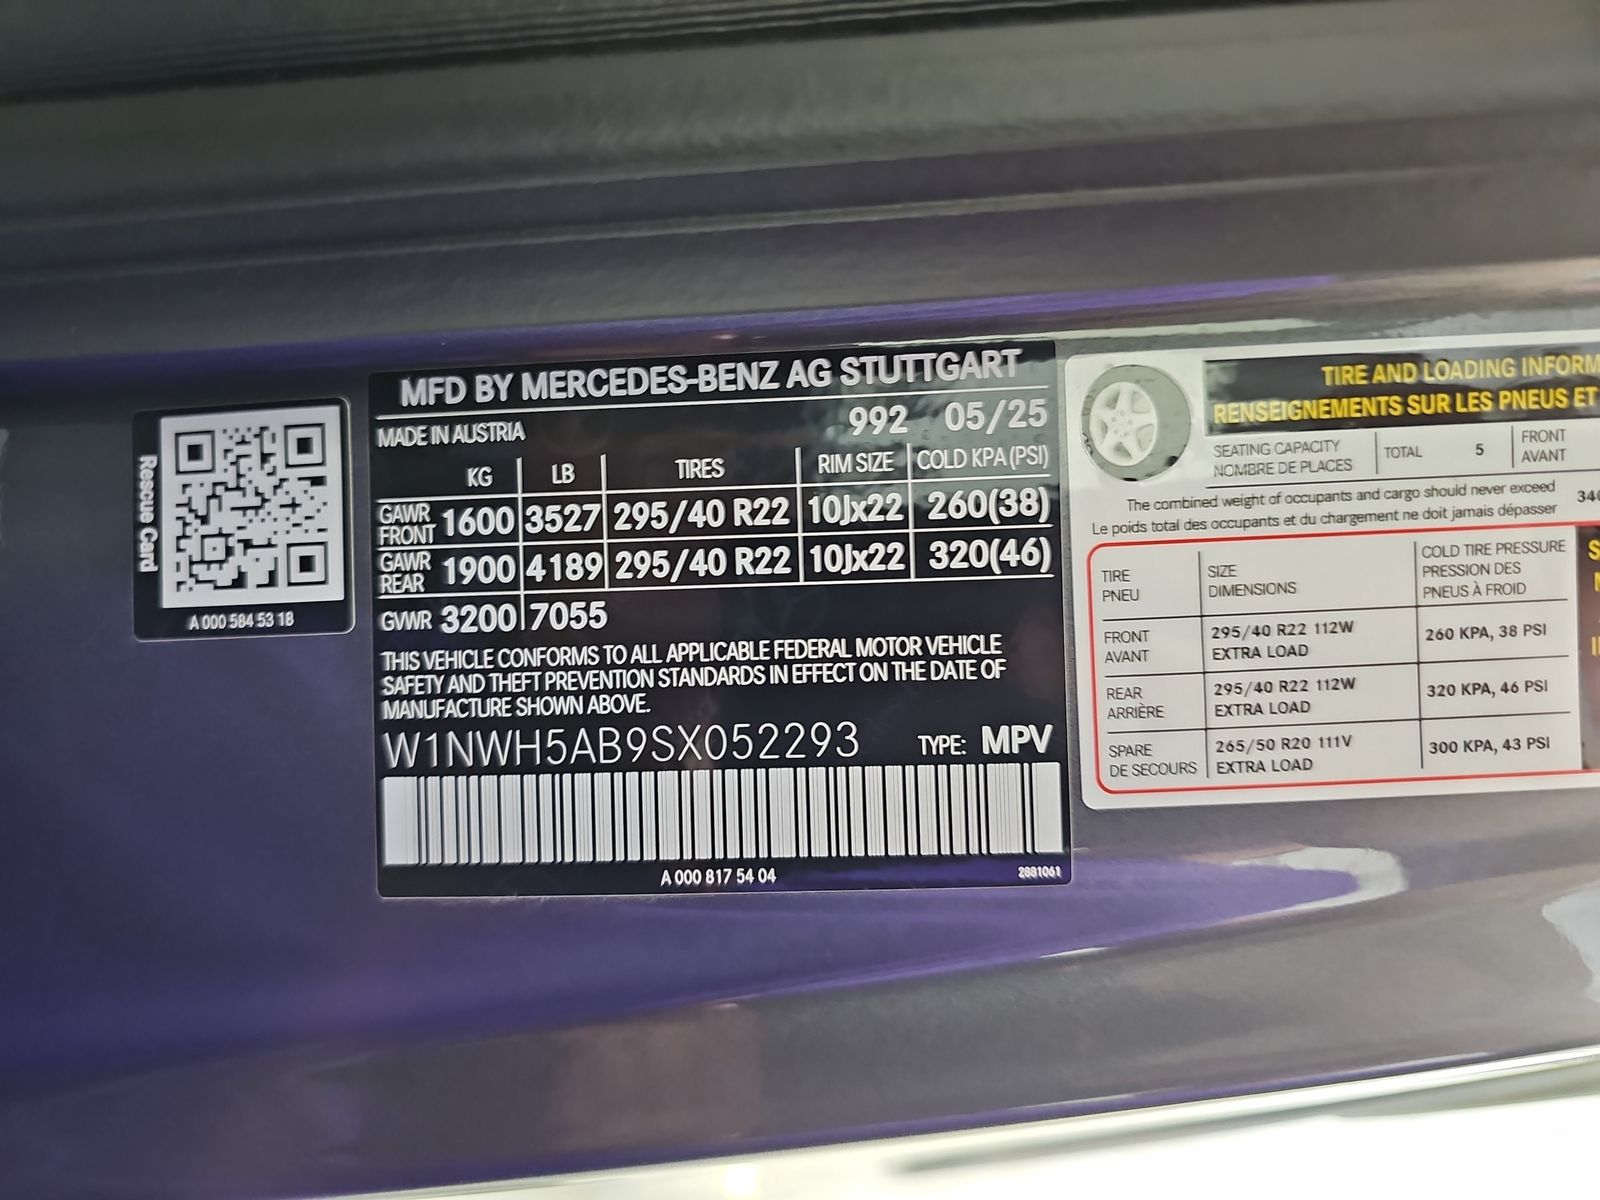 Rescue Card
A 000 584 53 18
MFD BY MERCEDES-BENZ AG STUTTGART
MADE IN AUSTRIA 992 05/25
KG LB TIRES RIM SIZE COLD KPA (PSI)
GAWR FRONT 1600 3527 295/40 R22 10Jx22 260(38)
GAWR REAR 1900 4189 295/40 R22 10Jx22 320(46)
GVWR 3200 7055
THIS VEHICLE CONFORMS TO ALL APPLICABLE FEDERAL MOTOR VEHICLE
SAFETY AND THEFT PREVENTION STANDARDS IN EFFECT ON THE DATE OF
MANUFACTURE SHOWN ABOVE.
W1NWH5AB9SX052293 TYPE: MPV
A 000 817 54 04
2881061
TIRE AND LOADING INFORM
RENSEIGNEMENTS SUR LES PNEUS ET
SEATING CAPACITY
NOMBRE DE PLACES
TOTAL 5
FRONT
AVANT
The combined weight of occupants and cargo should never exceed
Le poids total des occupants et du chargement ne doit jamais dépasser
340
TIRE
PNEU
SIZE
DIMENSIONS
COLD TIRE PRESSURE
PRESSION DES
PNEUS À FROID
FRONT
AVANT
295/40 R22 112W
EXTRA LOAD
260 KPA, 38 PSI
REAR
ARRIÈRE
295/40 R22 112W
EXTRA LOAD
320 KPA, 46 PSI
SPARE
DE SECOURS
265/50 R20 111V
EXTRA LOAD
300 KPA, 43 PSI